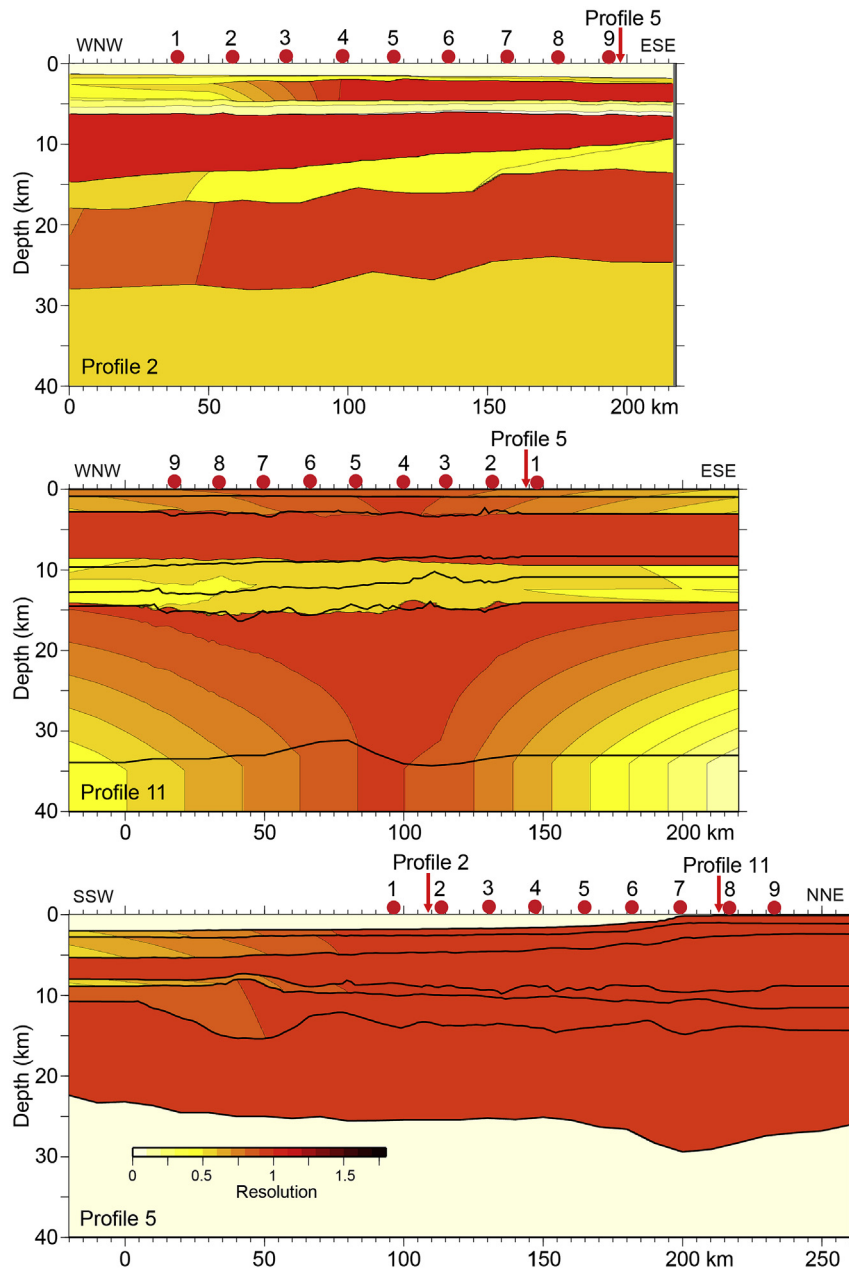 Profile 5
WNW 1 2 3 4 5 6 7 8 9 ESE
0
10
20
30
40
Depth (km)
Profile 2
0 50 100 150 200 km
Profile 5
WNW 9 8 7 6 5 4 3 2 1 ESE
0
10
20
30
40
Depth (km)
Profile 11
0 50 100 150 200 km
Profile 2 Profile 11
SSW 1 2 3 4 5 6 7 8 9 NNE
0
10
20
30
40
Depth (km)
0 0.5 1 1.5
Resolution
Profile 5
0 50 100 150 200 km 250